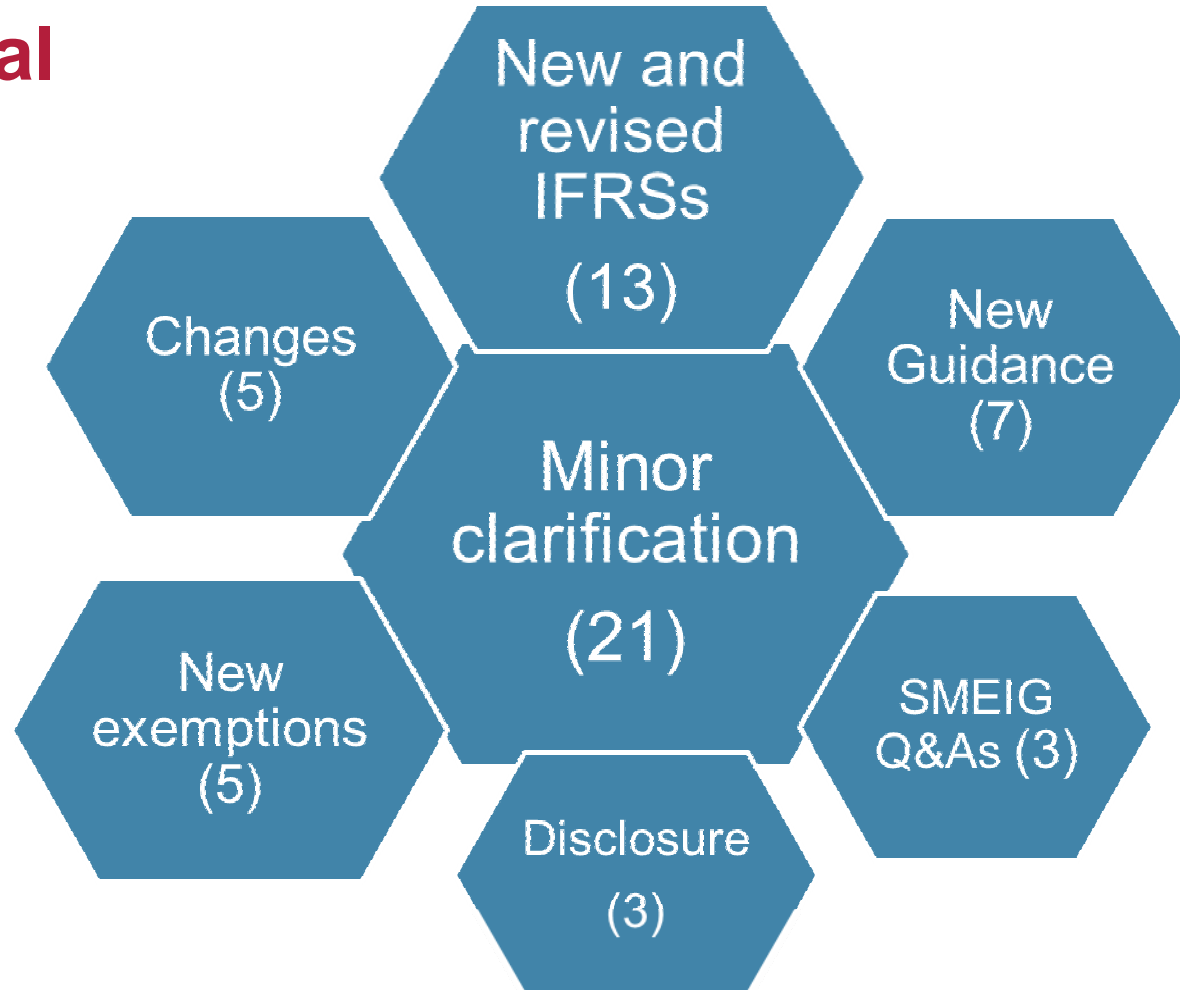 al
New and
revised
IFRSs
(13)
Changes
(5)
New
Guidance
(7)
Minor
clarification
(21)
New
exemptions
(5)
SMEIG
Q&As (3)
Disclosure
(3)